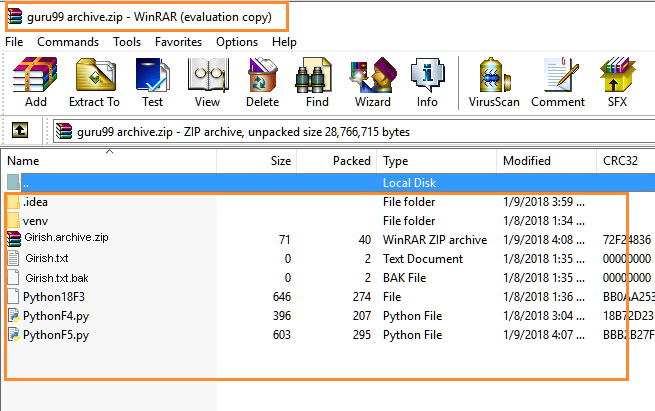 guru99 archive.zip - WinRAR (evaluation copy)
File Commands Tools Favorites Options Help
Add Extract To Test View Delete Find Wizard Info VirusScan Comment SFX
guru99 archive.zip - ZIP archive, unpacked size 28,766,715 bytes
Name Size Packed Type Modified CRC32
.. Local Disk
.idea File folder 1/9/2018 3:59 ...
venv File folder 1/8/2018 1:34 ...
Girish.archive.zip 71 40 WinRAR ZIP archive 1/9/2018 4:08 ... 72F24836
Girish.txt 0 2 Text Document 1/8/2018 1:35 ... 00000000
Girish.txt.bak 0 2 BAK File 1/8/2018 1:35 ... 00000000
Python18F3 646 274 File 1/8/2018 1:36 ... BB0AA253
PythonF4.py 396 207 Python File 1/8/2018 3:04 ... 18B72D23
PythonF5.py 603 295 Python File 1/9/2018 4:07 ... BBB2B27F